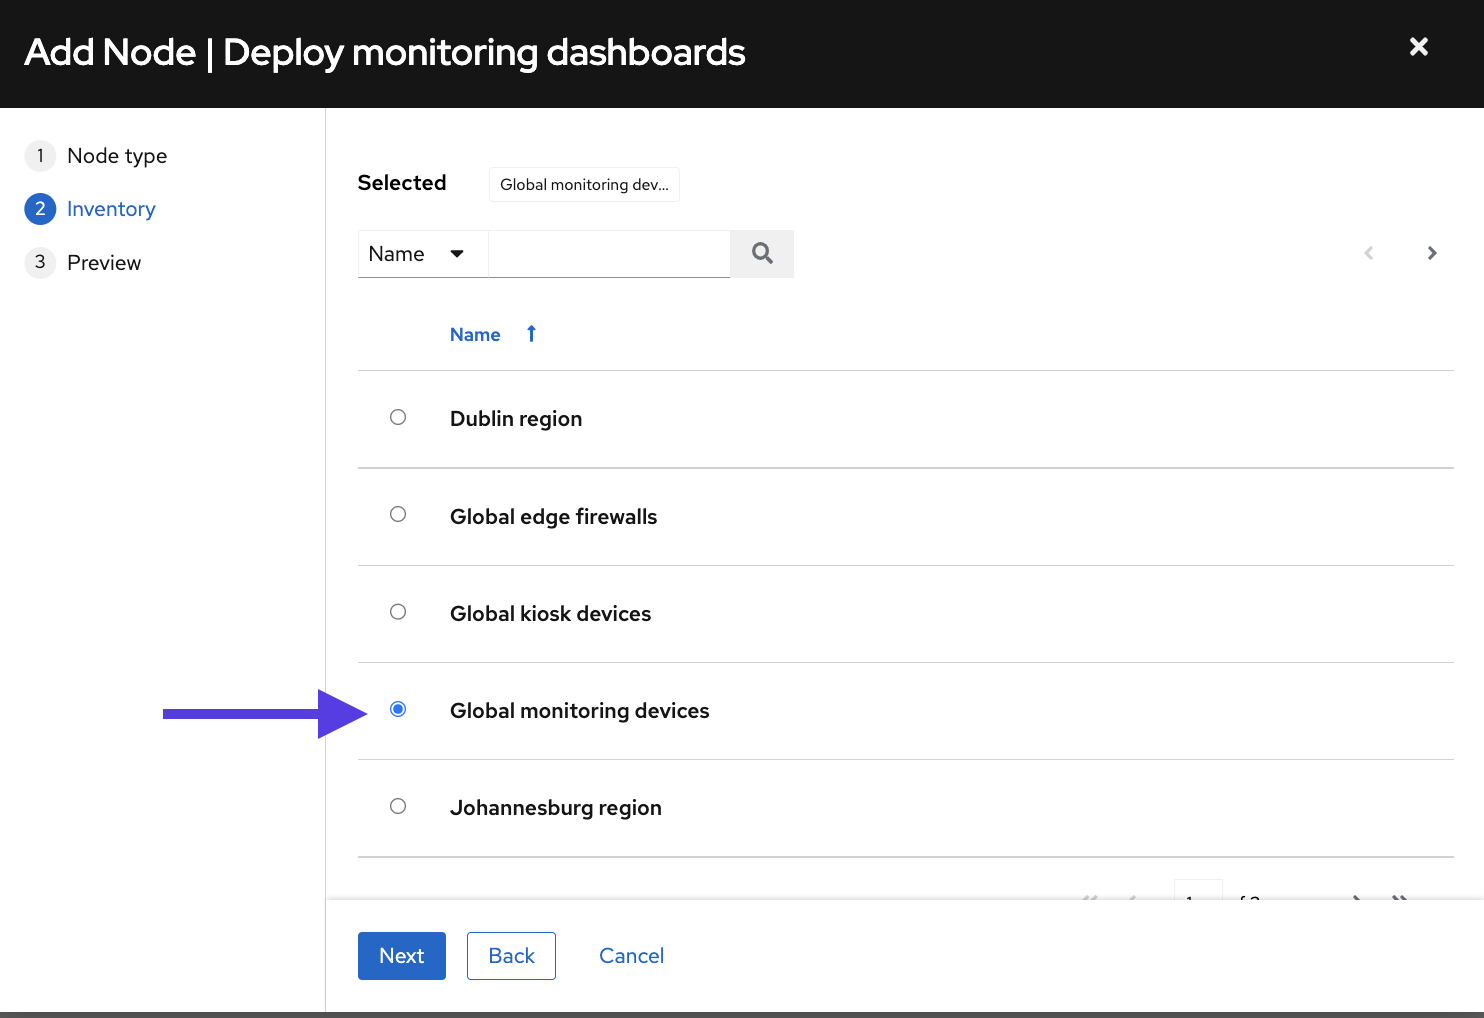 Add Node | Deploy monitoring dashboards
1 Node type
2 Inventory
3 Preview
Selected Global monitoring dev...
Name
Name
Dublin region
Global edge firewalls
Global kiosk devices
Global monitoring devices
Johannesburg region
Next Back Cancel